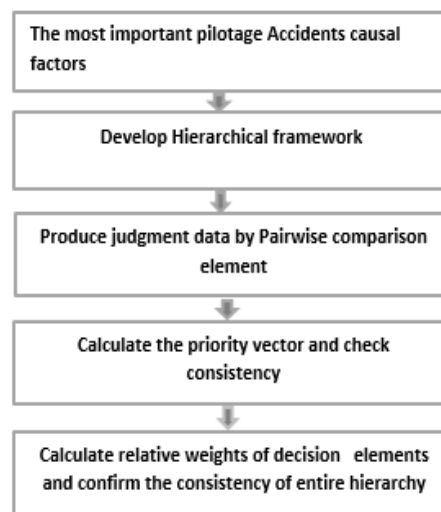 The most important pilotage Accidents causal
factors
Develop Hierarchical framework
Produce judgment data by Pairwise comparison
element
Calculate the priority vector and check
consistency
Calculate relative weights of decision elements
and confirm the consistency of entire hierarchy